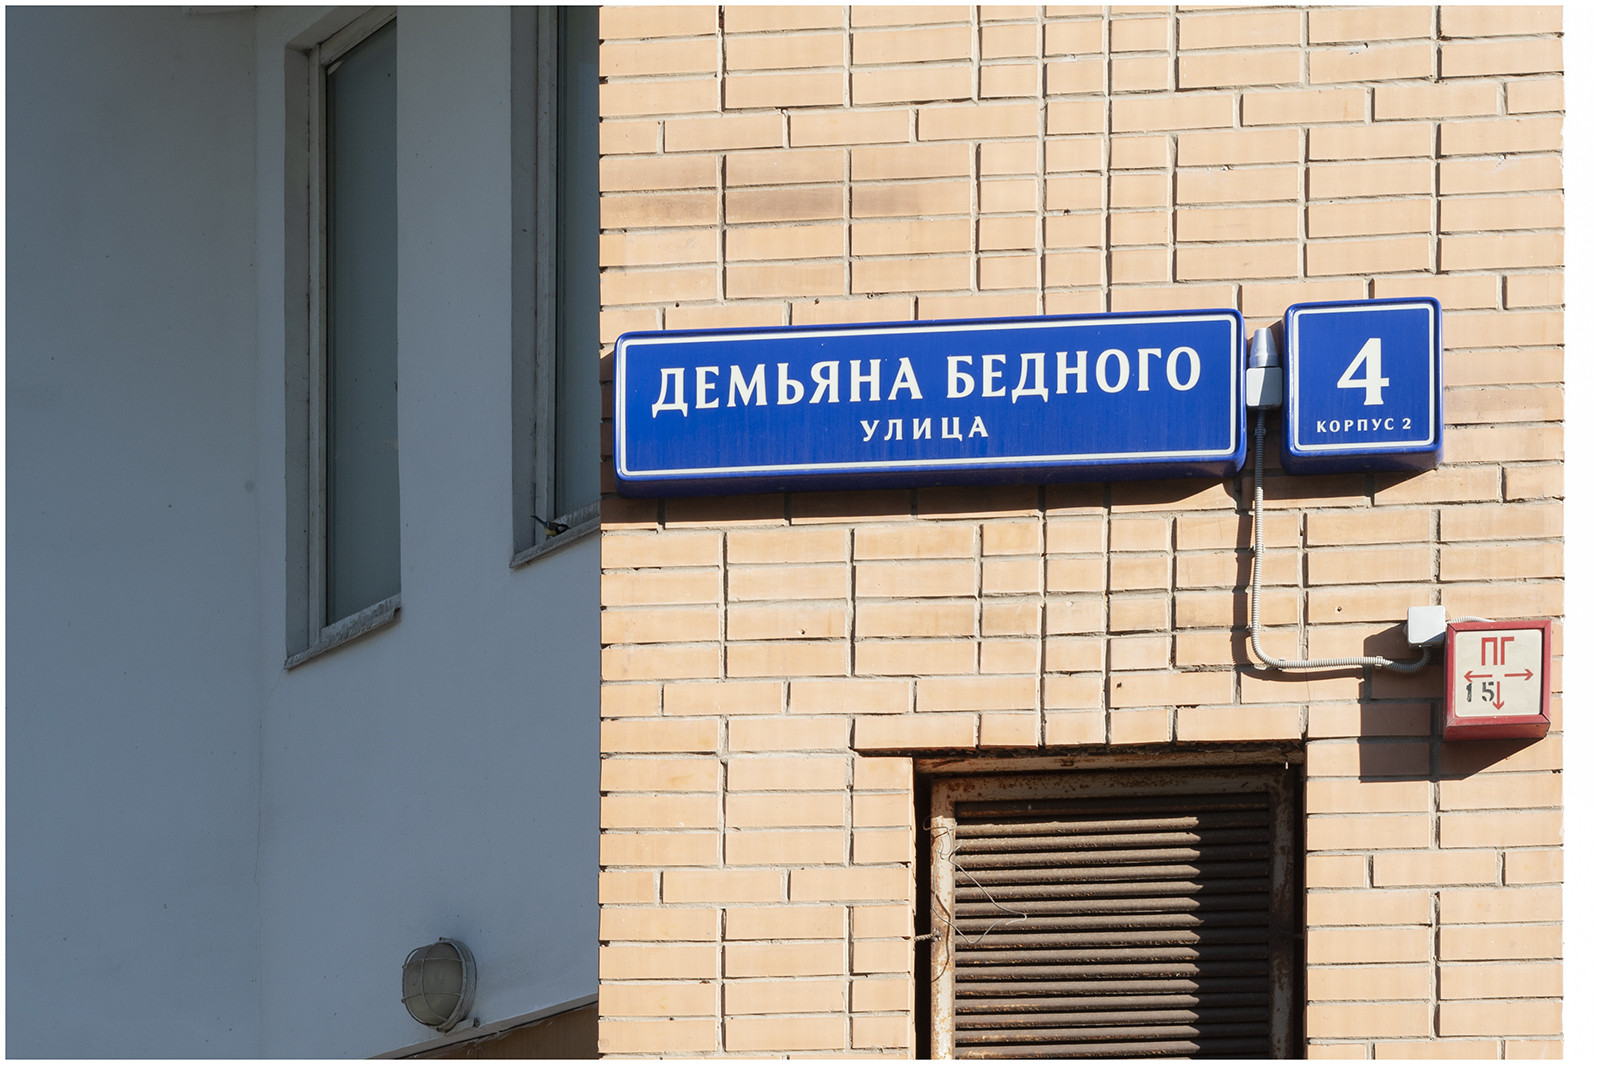 ДЕМЬЯНА БЕДНОГО
УЛИЦА
4
КОРПУС 2
ПГ
15